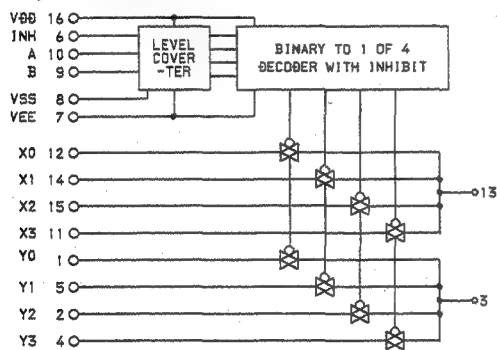 VDD 16
INH 6
A 10
B 9
VSS 8
VEE 7
LEVEL
COVER
-TER
BINARY TO 1 OF 4
DECODER WITH INHIBIT
X0 12
X1 14
X2 15
X3 11
13
Y0 1
Y1 5
Y2 2
Y3 4
3